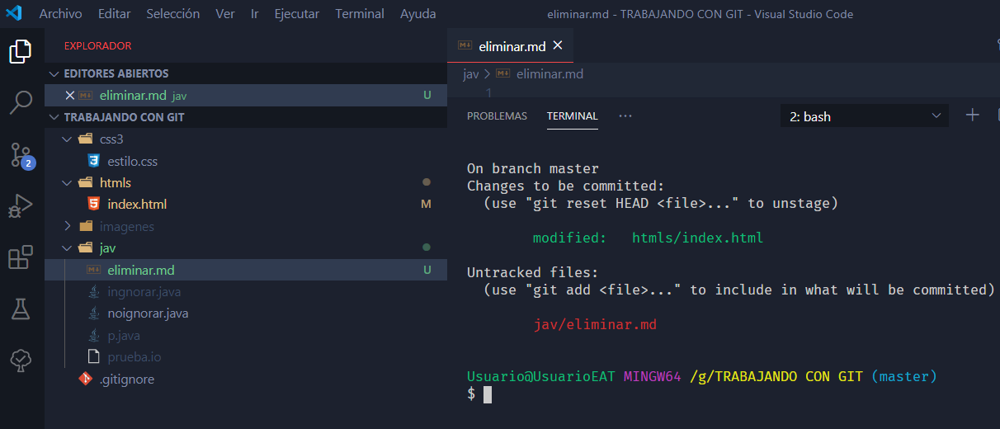 Archivo Editar Selección Ver Ir Ejecutar Terminal Ayuda eliminar.md - TRABAJANDO CON GIT - Visual Studio Code
EXPLORADOR
EDITORES ABIERTOS
eliminar.md jav U
TRABAJANDO CON GIT
css3
estilo.css
htmls
index.html M
imagenes
jav
eliminar.md U
ingnorar.java
noignorar.java
p.java
prueba.io
.gitignore
2
eliminar.md
jav > eliminar.md
1
PROBLEMAS TERMINAL ... 2: bash
On branch master
Changes to be committed:
(use "git reset HEAD <file>..." to unstage)
modified: htmls/index.html
Untracked files:
(use "git add <file>..." to include in what will be committed)
jav/eliminar.md
Usuario@UsuarioEAT MINGW64 /g/TRABAJANDO CON GIT (master)
$